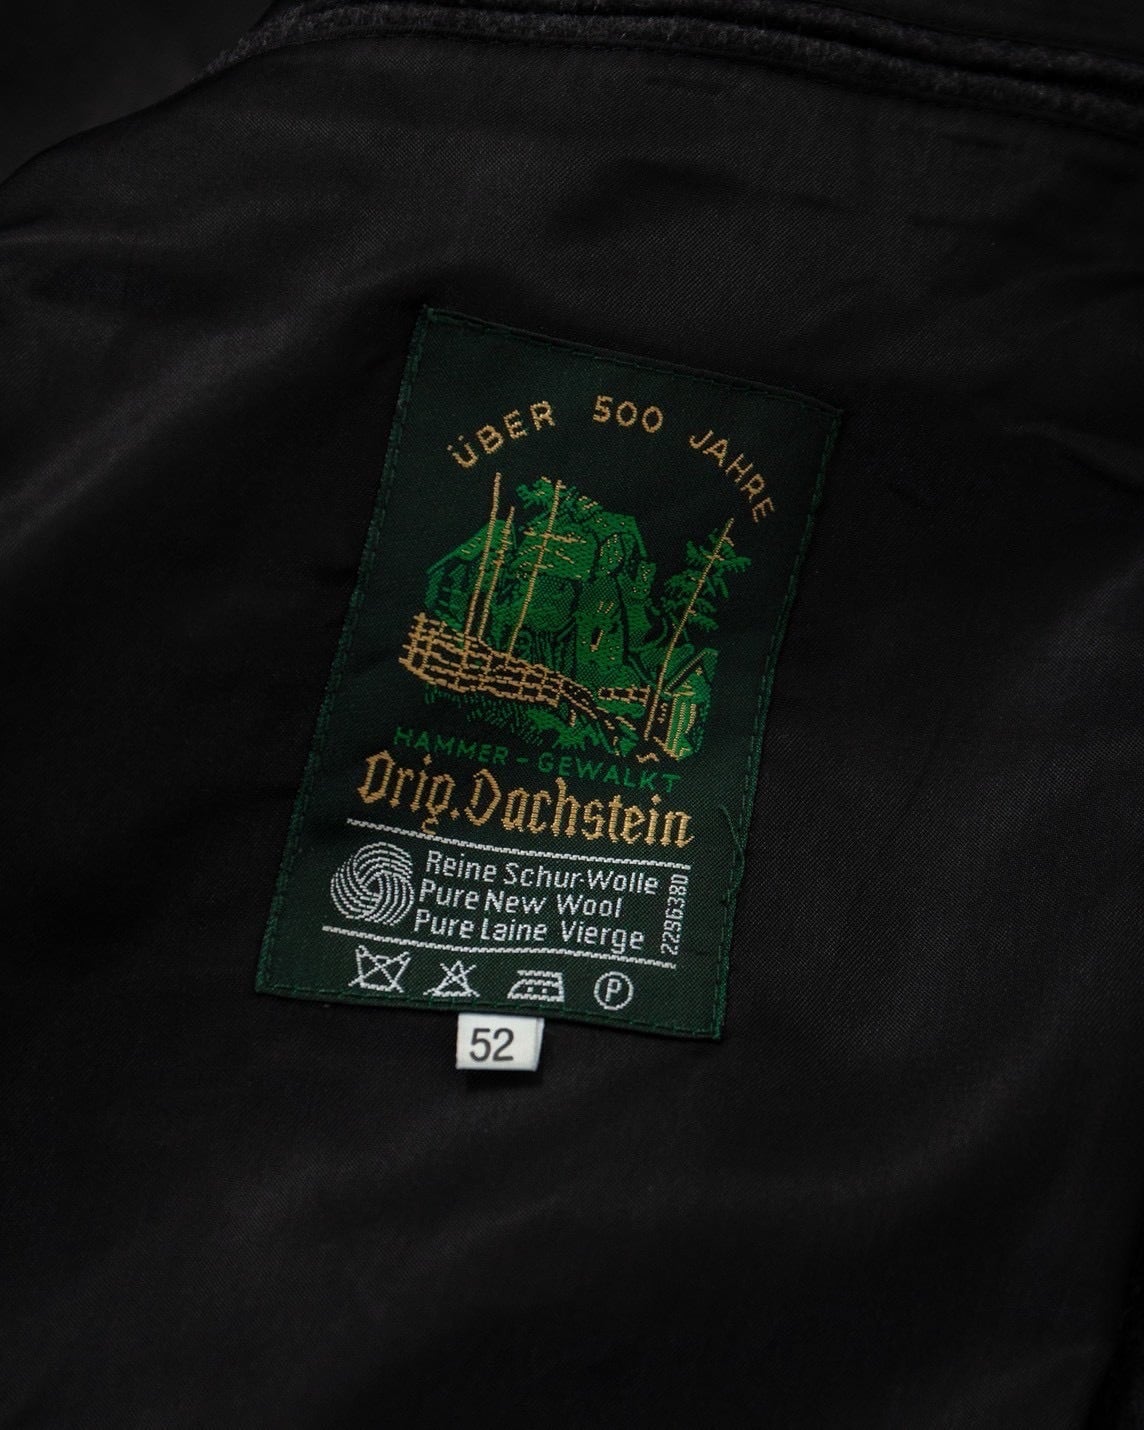 ÜBER 500 JAHRE
HAMMER-GEWALKT
Orig. Dachstein
Reine Schur-Wolle
Pure New Wool
Pure Laine Vierge
2296380
P
52